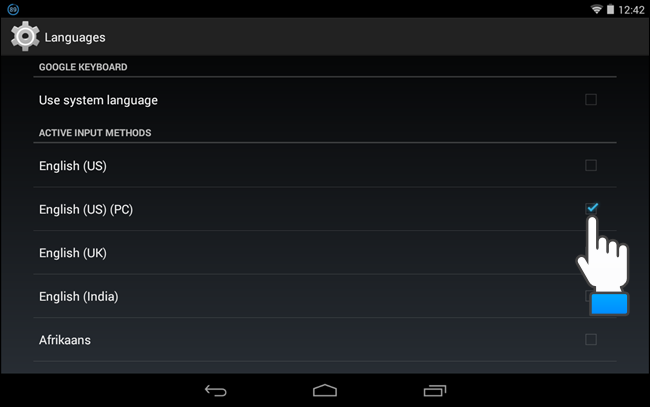 89
12:42
Languages
GOOGLE KEYBOARD
Use system language
ACTIVE INPUT METHODS
English (US)
English (US) (PC)
English (UK)
English (India)
Afrikaans